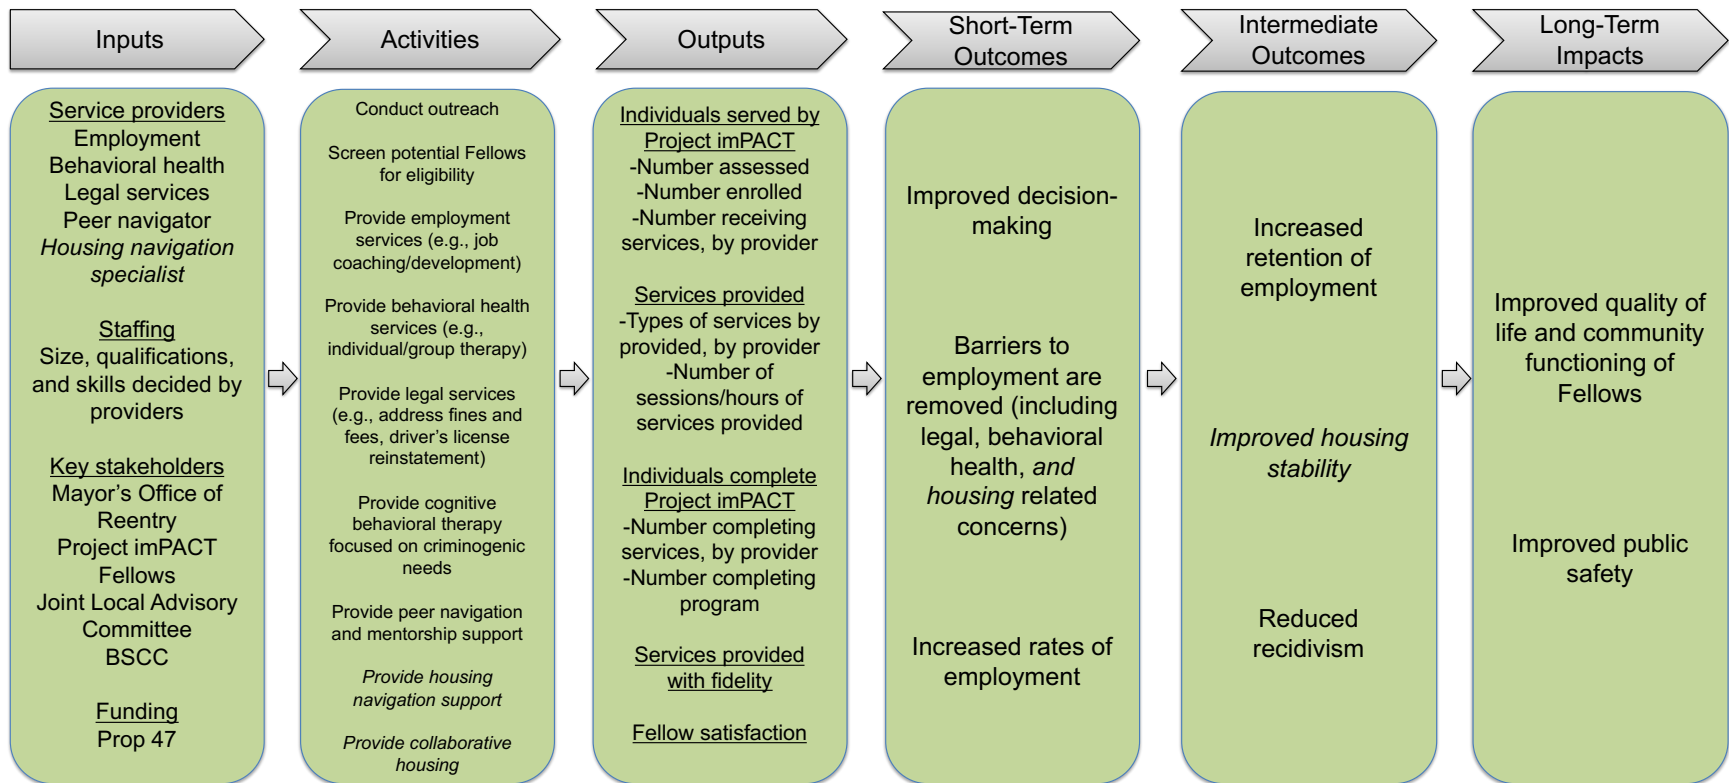 Inputs
Activities
Outputs
Short-Term
Outcomes
Intermediate
Outcomes
Long-Term
Impacts
Service providers
Employment
Behavioral health
Legal services
Peer navigator
Housing navigation
specialist
Staffing
Size, qualifications,
and skills decided by
providers
Key stakeholders
Mayor's Office of
Reentry
Project imPACT
Fellows
Joint Local Advisory
Committee
BSCC
Funding
Prop 47
Conduct outreach
Screen potential Fellows
for eligibility
Provide employment
services (e.g., job
coaching/development)
Provide behavioral health
services (e.g.,
individual/group therapy)
Provide legal services
(e.g., address fines and
fees, driver's license
reinstatement)
Provide cognitive
behavioral therapy
focused on criminogenic
needs
Provide peer navigation
and mentorship support
Provide housing
navigation support
Provide collaborative
housing
Individuals served by
Project imPACT
-Number assessed
-Number enrolled
-Number receiving
services, by provider
Services provided
-Types of services by
provided, by provider
-Number of
sessions/hours of
services provided
Individuals complete
Project imPACT
-Number completing
services, by provider
-Number completing
program
Services provided
with fidelity
Fellow satisfaction
Improved decision-
making
Barriers to
employment are
removed (including
legal, behavioral
health, and
housing related
concerns)
Increased rates of
employment
Increased
retention of
employment
Improved housing
stability
Reduced
recidivism
Improved quality of
life and community
functioning of
Fellows
Improved public
safety